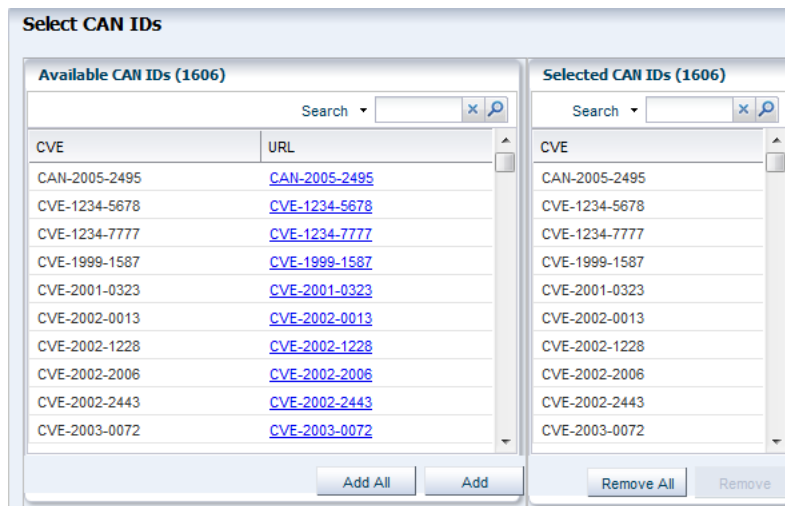 Select CAN IDs
Available CAN IDs (1606)
Search
CVE URL
CAN-2005-2495 CAN-2005-2495
CVE-1234-5678 CVE-1234-5678
CVE-1234-7777 CVE-1234-7777
CVE-1999-1587 CVE-1999-1587
CVE-2001-0323 CVE-2001-0323
CVE-2002-0013 CVE-2002-0013
CVE-2002-1228 CVE-2002-1228
CVE-2002-2006 CVE-2002-2006
CVE-2002-2443 CVE-2002-2443
CVE-2003-0072 CVE-2003-0072
Add All Add
Selected CAN IDs (1606)
Search
CVE
CAN-2005-2495
CVE-1234-5678
CVE-1234-7777
CVE-1999-1587
CVE-2001-0323
CVE-2002-0013
CVE-2002-1228
CVE-2002-2006
CVE-2002-2443
CVE-2003-0072
Remove All Remove